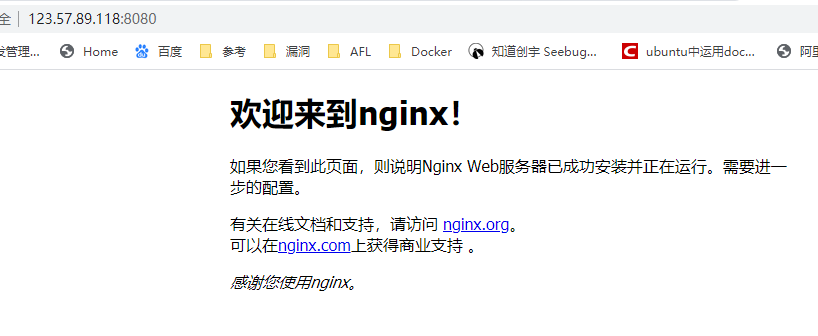 全 123.57.89.118:8080
发管理... Home 百度 参考 漏洞 AFL Docker 知道创宇 Seebug... ubuntu中运用doc... 阿里
欢迎来到nginx！
如果您看到此页面，则说明Nginx Web服务器已成功安装并正在运行。需要进一
步的配置。
有关在线文档和支持，请访问 nginx.org。
可以在nginx.com上获得商业支持 。
感谢您使用nginx。